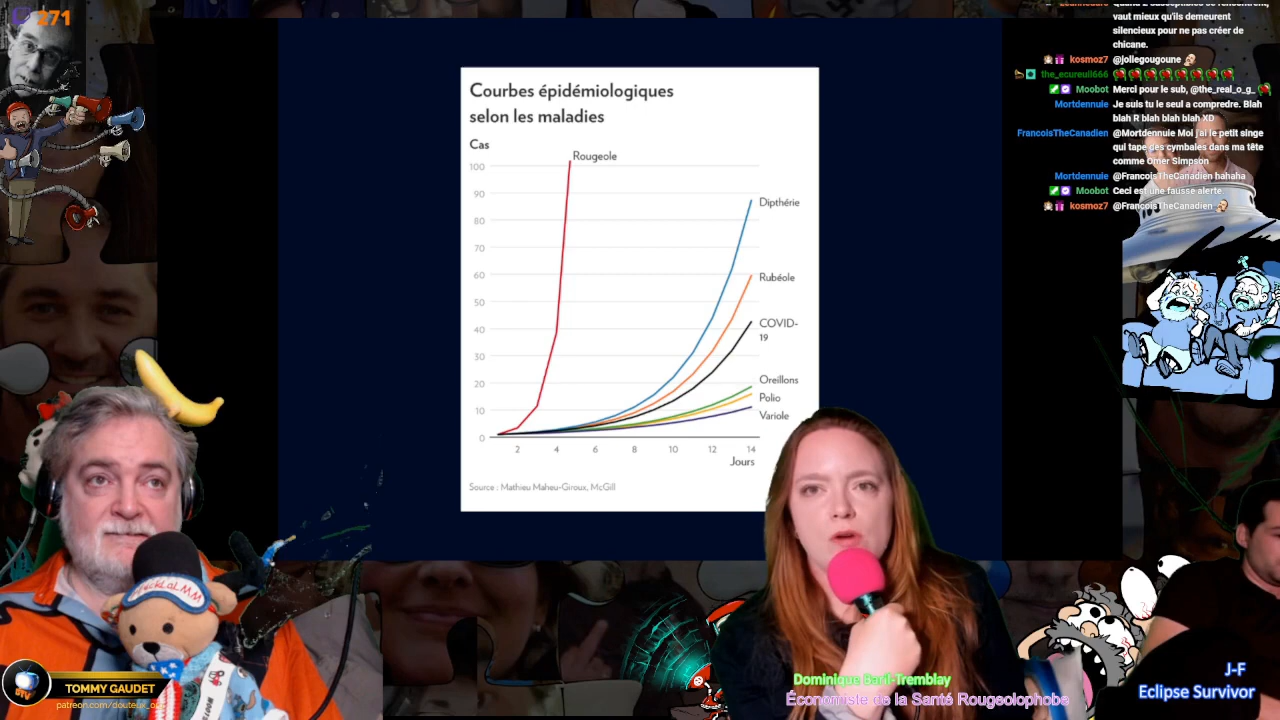 271
Courbes épidémiologiques
selon les maladies
Cas
100
90
80
70
60
50
40
30
20
10
0
Rougeole
Dipthérie
Rubéole
COVID-
19
Oreillons
Polio
Variole
2
4
6
8
10
12
14
Jours
Source : Mathieu Maheu-Giroux, McGill
vaut mieux qu'ils demeurent
silencieux pour ne pas créer de
chicane.
kosmoz7 @joliegougoune
the_ecureuil666
Moobot Merci pour le sub, @the_real_o_g_
Mortdennuie Je suis tu le seul a compredre. Blah
blah R blah blah blah XD
FrancoisTheCanadien @Mortdennuie Moi j'ai le petit singe
qui tape des cymbales dans ma tête
comme Omer Simpson
Mortdennuie @FrancoisTheCanadien hahaha
Moobot Ceci est une fausse alerte.
kosmoz7 @FrancoisTheCanadien
DTV
TOMMY GAUDET
Dominique Baril-Tremblay
Économiste de la Santé Rougeolophobe
J-F
Eclipse Survivor